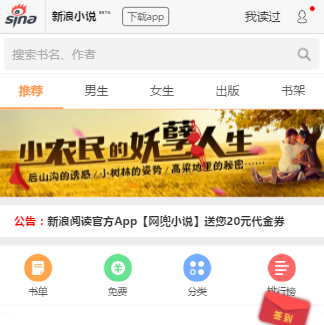 sina 新浪小说 BETA 下载app 我读过
搜索书名、作者
推荐 男生 女生 出版 书架
小农民的妖孽人生
后山沟的诱惑/小树林的姿势/高粱地里的秘密……
公告：新浪阅读官方App【网兜小说】送您20元代金券
书单 免费 分类 排行榜
签到